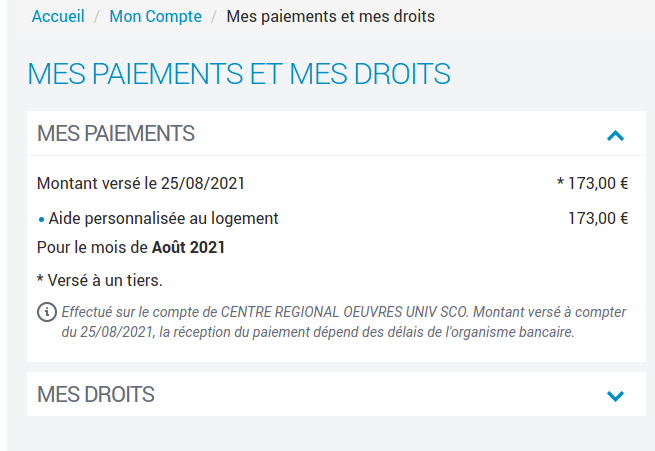 Accueil / Mon Compte / Mes paiements et mes droits
MES PAIEMENTS ET MES DROITS
MES PAIEMENTS
Montant versé le 25/08/2021 * 173,00 €
• Aide personnalisée au logement 173,00 €
Pour le mois de Août 2021
* Versé à un tiers.
Effectué sur le compte de CENTRE REGIONAL OEUVRES UNIV SCO. Montant versé à compter
du 25/08/2021, la réception du paiement dépend des délais de l'organisme bancaire.
MES DROITS